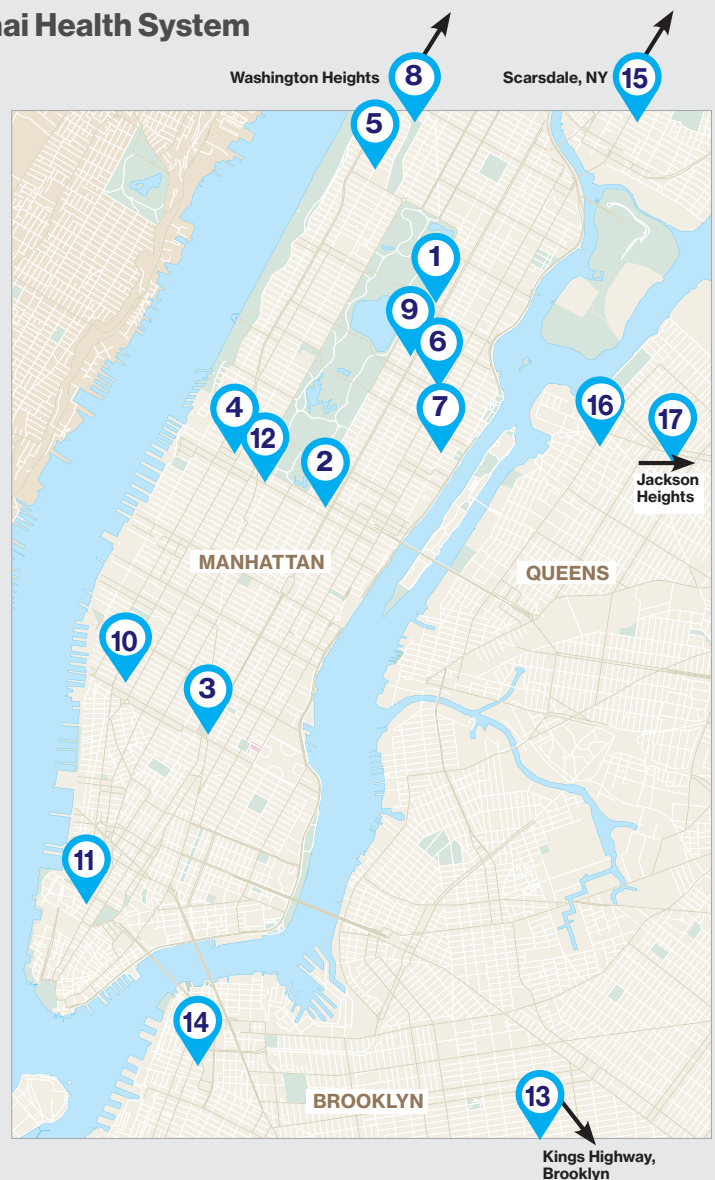 ai Health System
Washington Heights
8
Scarsdale, NY
15
5
1
9
6
4
12
7
16
17
2
Jackson
Heights
MANHATTAN
QUEENS
10
3
11
14
BROOKLYN
13
Kings Highway,
Brooklyn